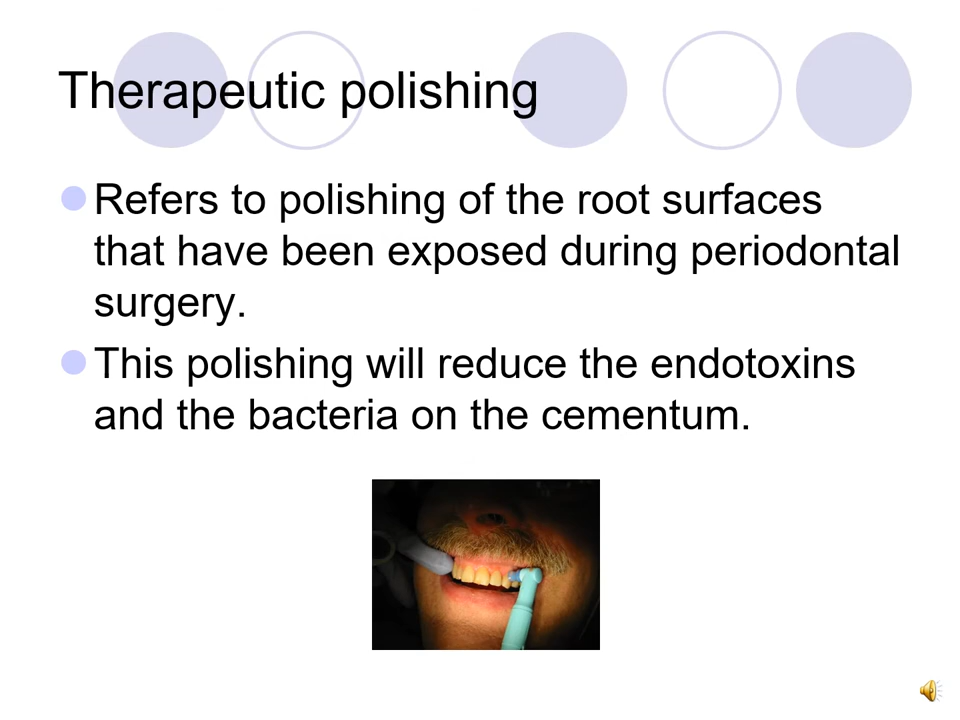 Therapeutic polishing
Refers to polishing of the root surfaces
that have been exposed during periodontal
surgery.
This polishing will reduce the endotoxins
and the bacteria on the cementum.